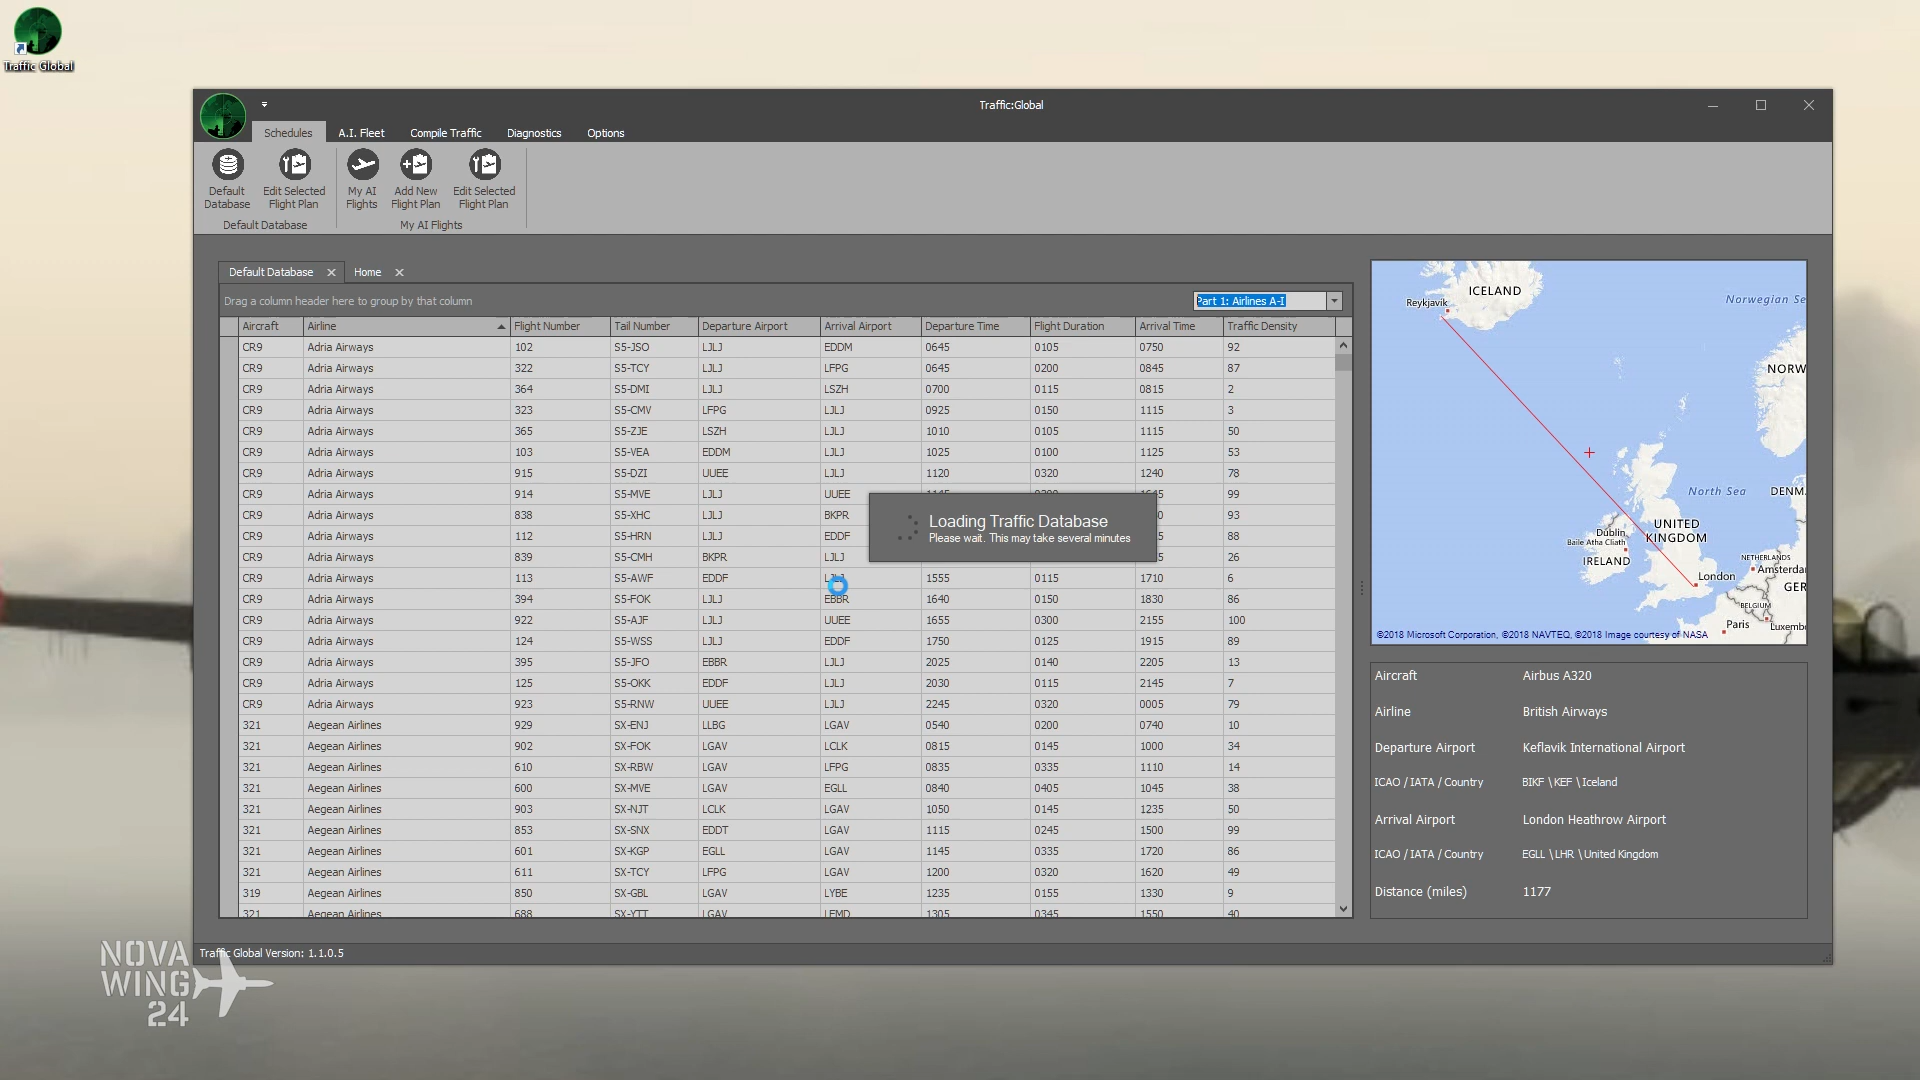 Traffic Global
Traffic:Global
Schedules A.I. Fleet Compile Traffic Diagnostics Options
Default Database
Edit Selected Flight Plan
My AI Flights
Add New Flight Plan
Edit Selected Flight Plan
Default Database
My AI Flights
Default Database Home
Drag a column header here to group by that column
Part 1: Airlines A-I
Aircraft Airline Flight Number Tail Number Departure Airport Arrival Airport Departure Time Flight Duration Arrival Time Traffic Density
CR9 Adria Airways 102 S5-JSO LJLJ EDDM 0645 0105 0750 92
CR9 Adria Airways 322 S5-TCY LJLJ LFPG 0645 0200 0845 87
CR9 Adria Airways 364 S5-DMI LJLJ LSZH 0700 0115 0815 2
CR9 Adria Airways 323 S5-CMV LFPG LJLJ 0925 0150 1115 3
CR9 Adria Airways 365 S5-ZJE LSZH LJLJ 1010 0105 1115 50
CR9 Adria Airways 103 S5-VEA EDDM LJLJ 1025 0100 1125 53
CR9 Adria Airways 915 S5-DZI UUEE LJLJ 1120 0320 1240 78
CR9 Adria Airways 914 S5-MVE LJLJ UUEE 99
CR9 Adria Airways 838 S5-XHC LJLJ BKPR 93
CR9 Adria Airways 112 S5-HRN LJLJ EDDF 88
CR9 Adria Airways 839 S5-CMH BKPR LJLJ 26
CR9 Adria Airways 113 S5-AWF EDDF LJLJ 1555 0115 1710 6
CR9 Adria Airways 394 S5-FOK LJLJ EBBR 1640 0150 1830 86
CR9 Adria Airways 922 S5-AJF LJLJ UUEE 1655 0300 2155 100
CR9 Adria Airways 124 S5-WSS LJLJ EDDF 1750 0125 1915 89
CR9 Adria Airways 395 S5-JFO EBBR LJLJ 2025 0140 2205 13
CR9 Adria Airways 125 S5-OKK EDDF LJLJ 2030 0115 2145 7
CR9 Adria Airways 923 S5-RNW UUEE LJLJ 2245 0320 0005 79
321 Aegean Airlines 929 SX-ENJ LLBG LGAV 0540 0200 0740 10
321 Aegean Airlines 902 SX-FOK LGAV LCLK 0815 0145 1000 34
321 Aegean Airlines 610 SX-RBW LGAV LFPG 0835 0335 1110 14
321 Aegean Airlines 600 SX-MVE LGAV EGLL 0840 0405 1045 38
321 Aegean Airlines 903 SX-NJT LCLK LGAV 1050 0145 1235 50
321 Aegean Airlines 853 SX-SNX EDDT LGAV 1115 0245 1500 99
321 Aegean Airlines 601 SX-KGP EGLL LGAV 1145 0335 1720 86
321 Aegean Airlines 611 SX-TCY LFPG LGAV 1200 0320 1620 49
319 Aegean Airlines 850 SX-GBL LGAV LYBE 1235 0155 1330 9
321 Aegean Airlines 688 SX-YTT LGAV LEMD 1305 0345 1550 40
Loading Traffic Database
Please wait. This may take several minutes
ICELAND
Reykjavik
Norwegian Se
NORW
North Sea
DENM
UNITED
KINGDOM
Dublin
Baile Atha Cliath
IRELAND
NETHERLANDS
Amsterda
London
GER
BELGIUM
Paris
Luxemb
©2018 Microsoft Corporation, ©2018 NAVTEQ, ©2018 Image courtesy of NASA
Aircraft Airbus A320
Airline British Airways
Departure Airport Keflavik International Airport
ICAO / IATA / Country BIKF \ KEF \ Iceland
Arrival Airport London Heathrow Airport
ICAO / IATA / Country EGLL \ LHR \ United Kingdom
Distance (miles) 1177
Traffic Global Version: 1.1.0.5
NOVA
WING
24